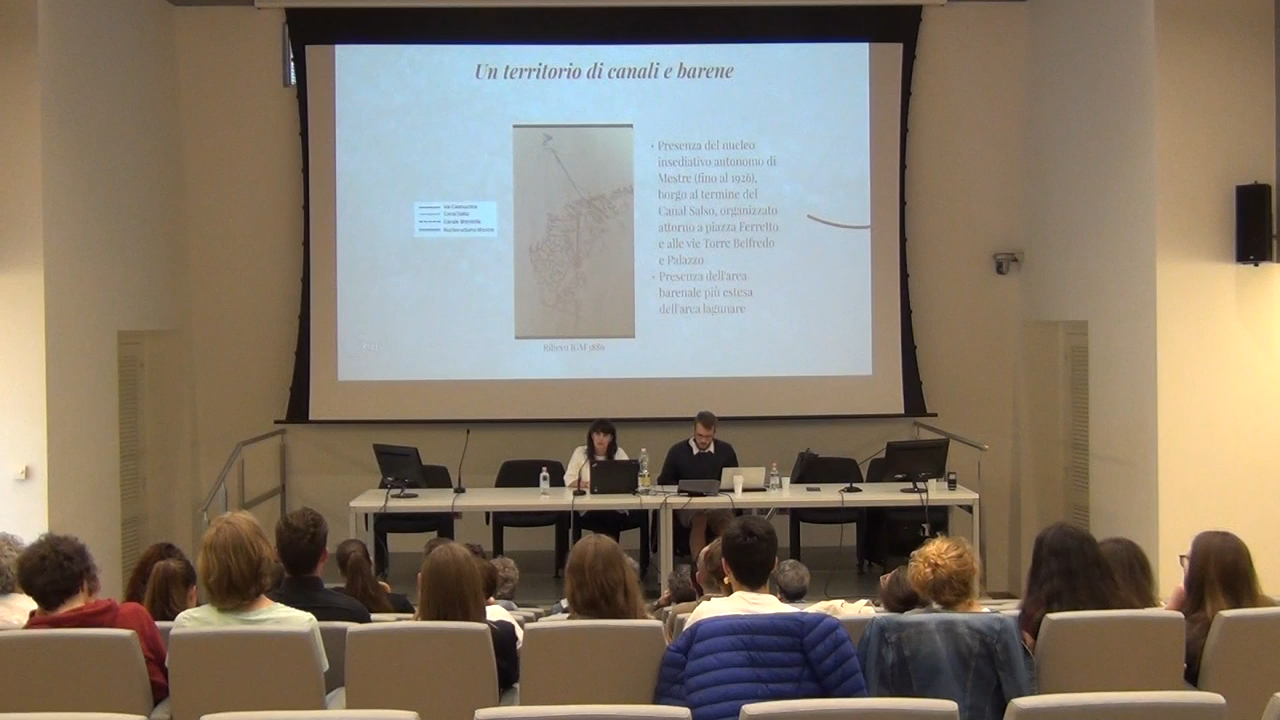 Un territorio di canali e barene
• Presenza del nucleo
insediativo autonomo di
Mestre (fino al 1926),
borgo al termine del
Canal Salso, organizzato
attorno a piazza Ferretto
e alle vie Torre Belfredo
e Palazzo
• Presenza dell'area
barenale più estesa
dell'area lagunare
Rilievo IGM 1886